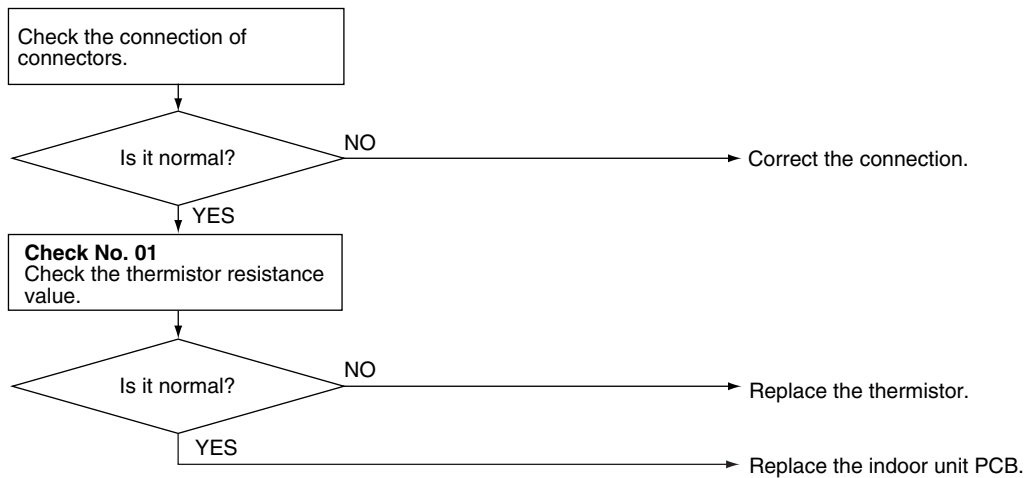 Check the connection of
connectors.
Is it normal?
NO
Correct the connection.
YES
Check No. 01
Check the thermistor resistance
value.
Is it normal?
NO
Replace the thermistor.
YES
Replace the indoor unit PCB.